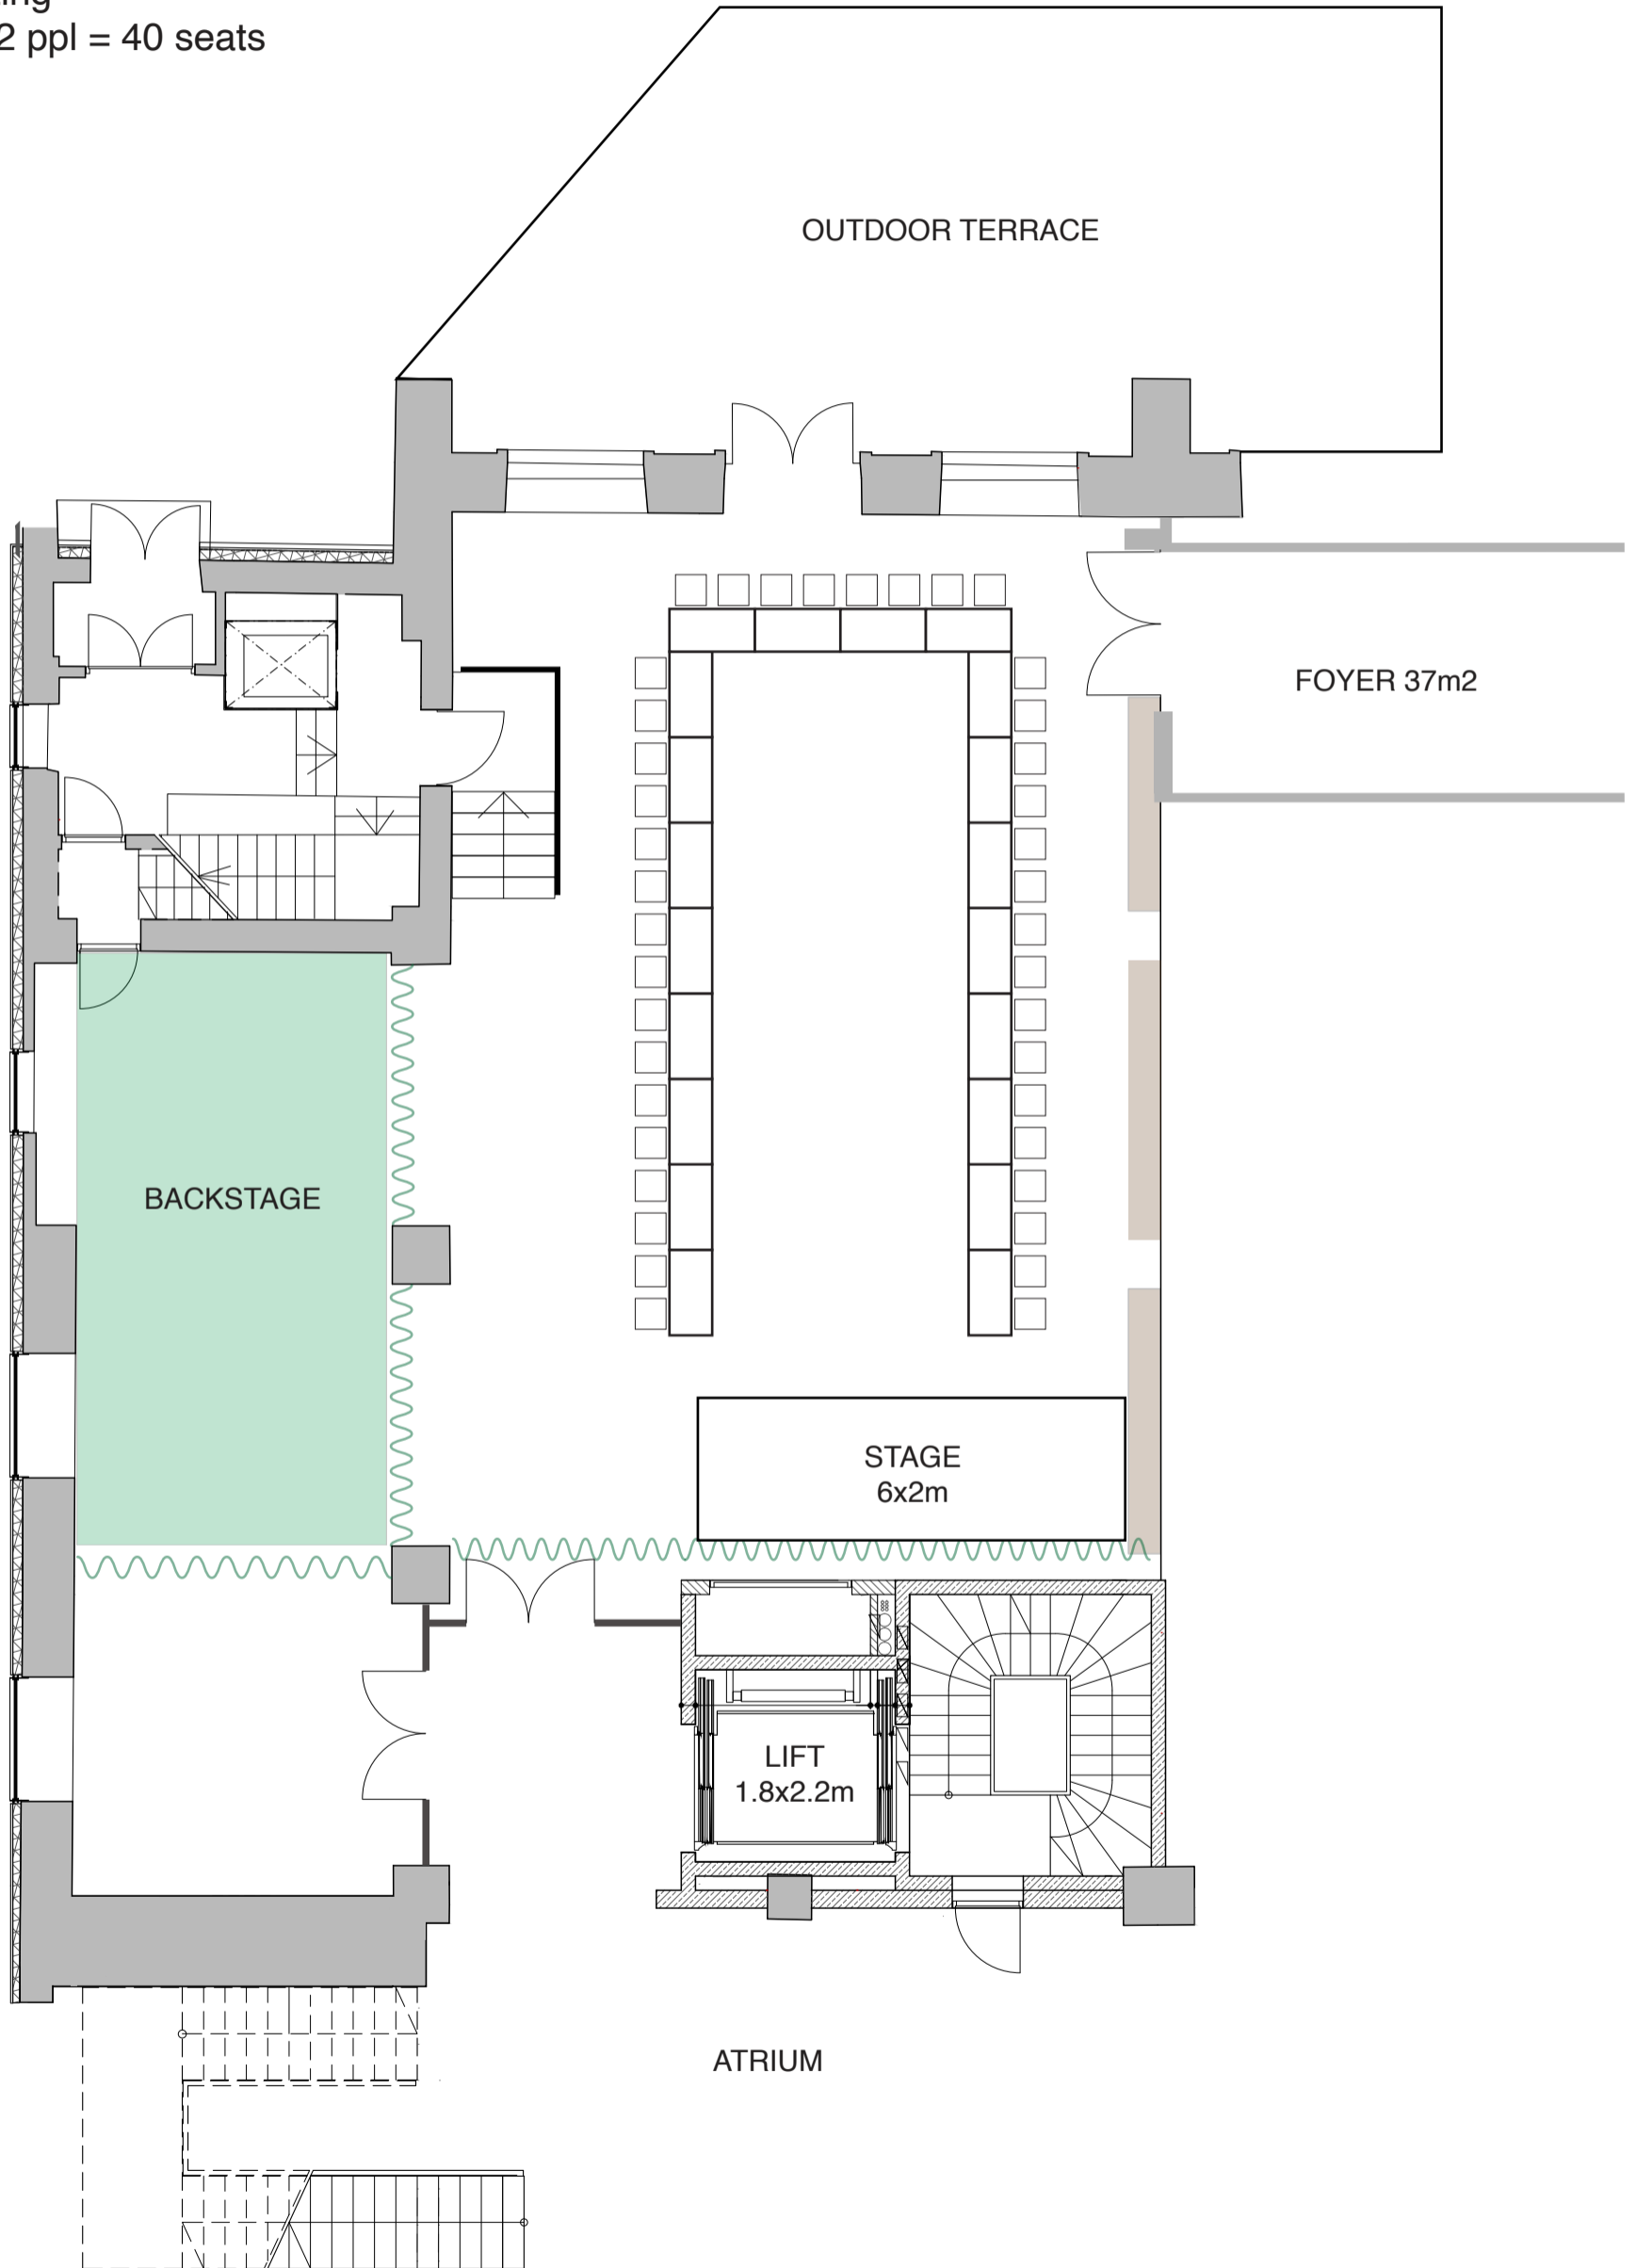 2 ppl = 40 seats
OUTDOOR TERRACE
FOYER 37m2
BACKSTAGE
STAGE
6x2m
LIFT
1.8x2.2m
ATRIUM